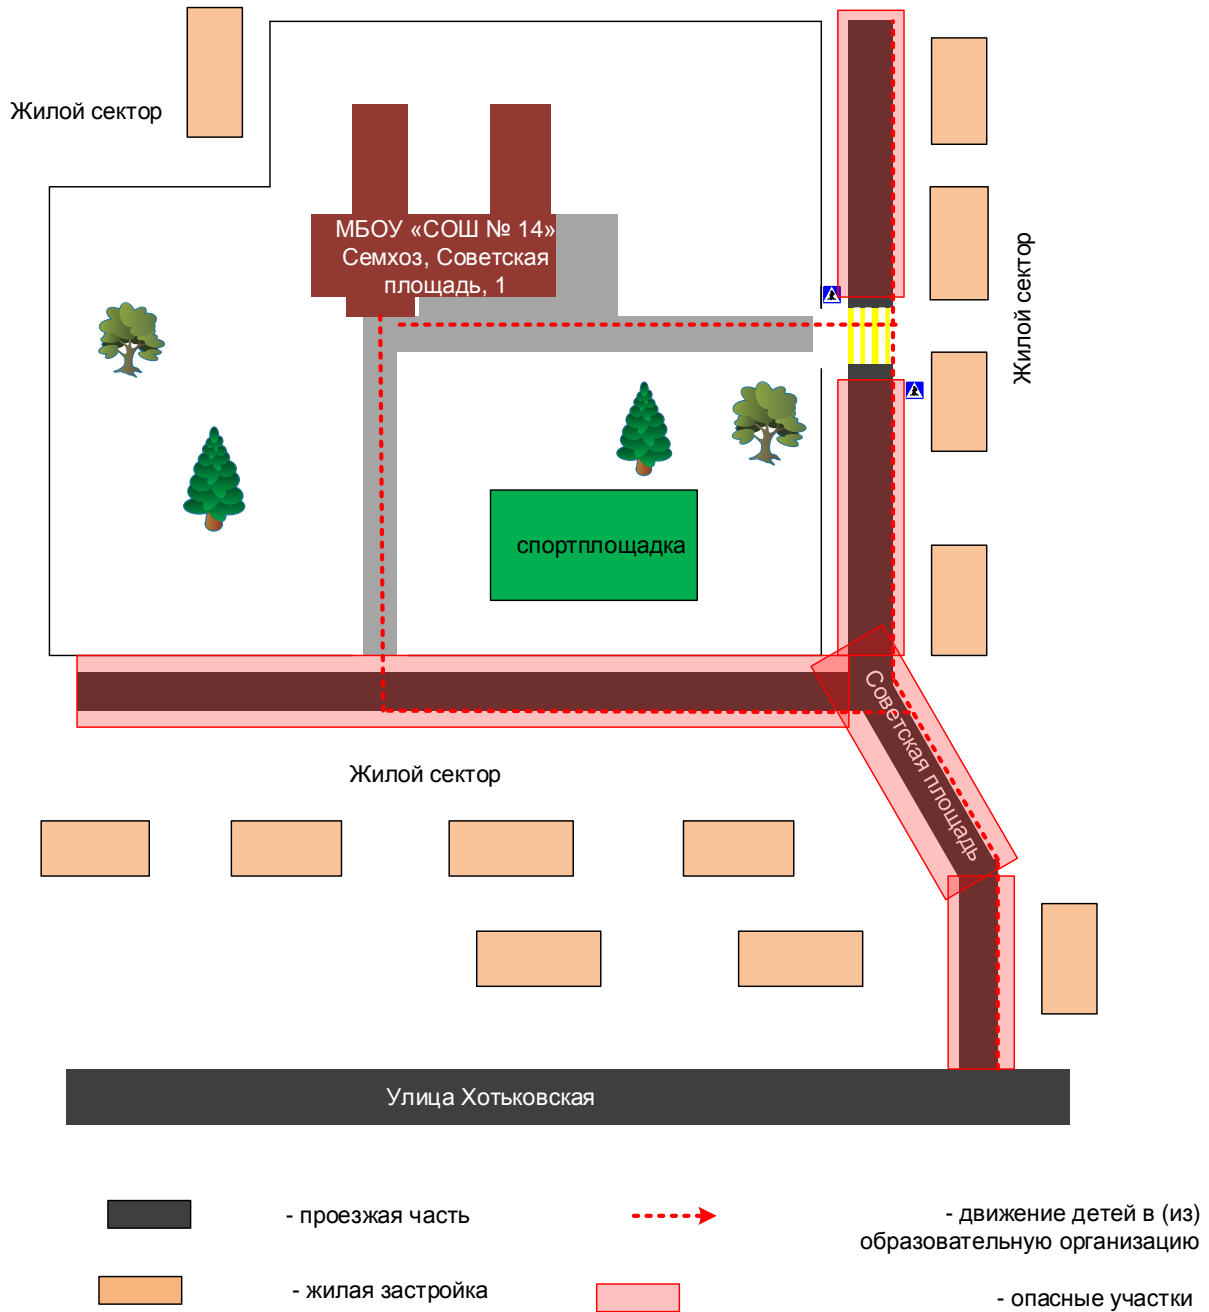 Жилой сектор
МБОУ «СОШ № 14»
Семхоз, Советская
площадь, 1
Жилой сектор
спортплощадка
Советская площадь
Жилой сектор
Улица Хотьковская
- проезжая часть
- движение детей в (из)
образовательную организацию
- жилая застройка
- опасные участки